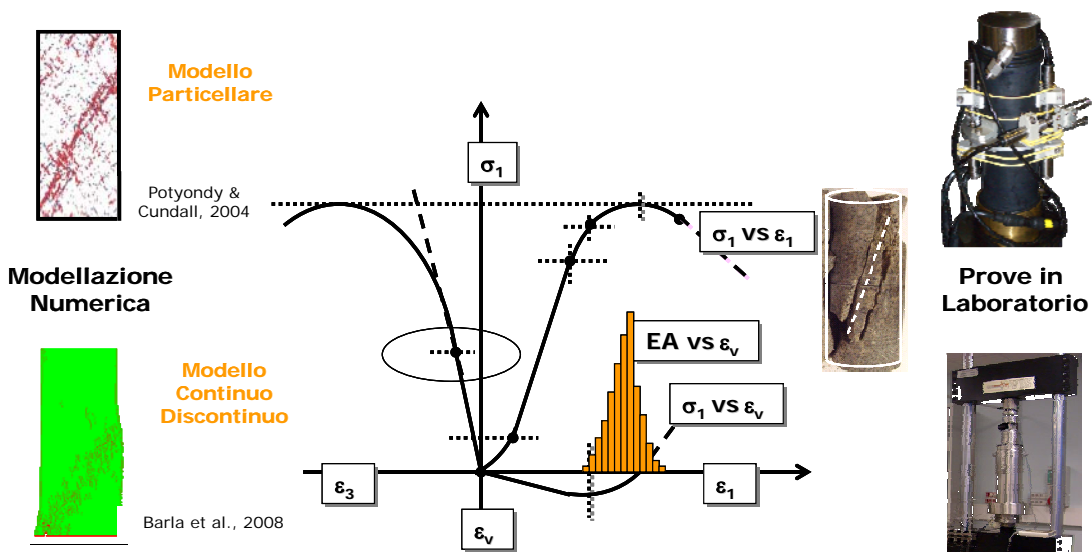 Modello
Particellare
Potyondy &
Cundall, 2004
Modellazione
Numerica
Modello
Continuo
Discontinuo
Barla et al., 2008
σ1
σ1 vs ε1
EA vs εv
σ1 vs εv
ε3
ε1
εv
Prove in
Laboratorio